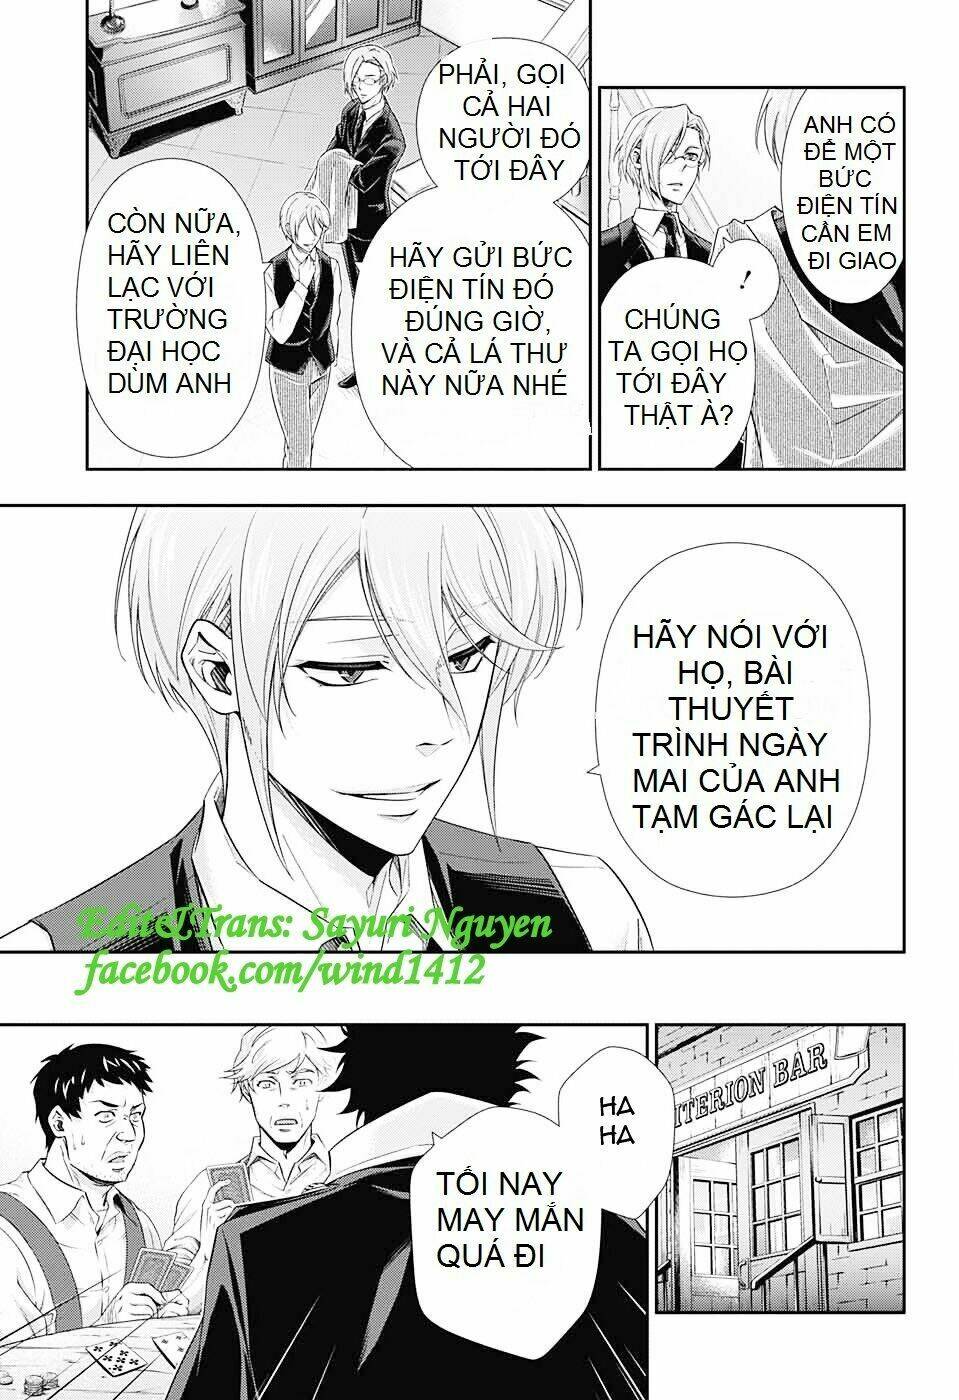 ANH CÓ
ĐỂ MỘT
BỨC
ĐIỆN TÍN
CẦN EM
ĐI GIAO
!
CHÚNG
TA GỌI HỌ
TỚI ĐÂY
THẬT À?
PHẢI, GỌI
CẢ HAI
NGƯỜI ĐÓ
TỚI ĐÂY
HÃY GỬI BỨC
ĐIỆN TÍN ĐÓ
ĐÚNG GIỜ,
VÀ CẢ LÁ THƯ
NÀY NỮA NHÉ
CÒN NỮA,
HÃY LIÊN
LẠC VỚI
TRƯỜNG
ĐẠI HỌC
DÙM ANH
HÃY NÓI VỚI
HỌ, BÀI
THUYẾT
TRÌNH NGÀY
MAI CỦA ANH
TẠM GÁC LẠI
Edit&Trans: Sayuri Nguyen
facebook.com/wind1412
ITERION BAR
HA
HA
TỐI NAY
MAY MẮN
QUÁ ĐI